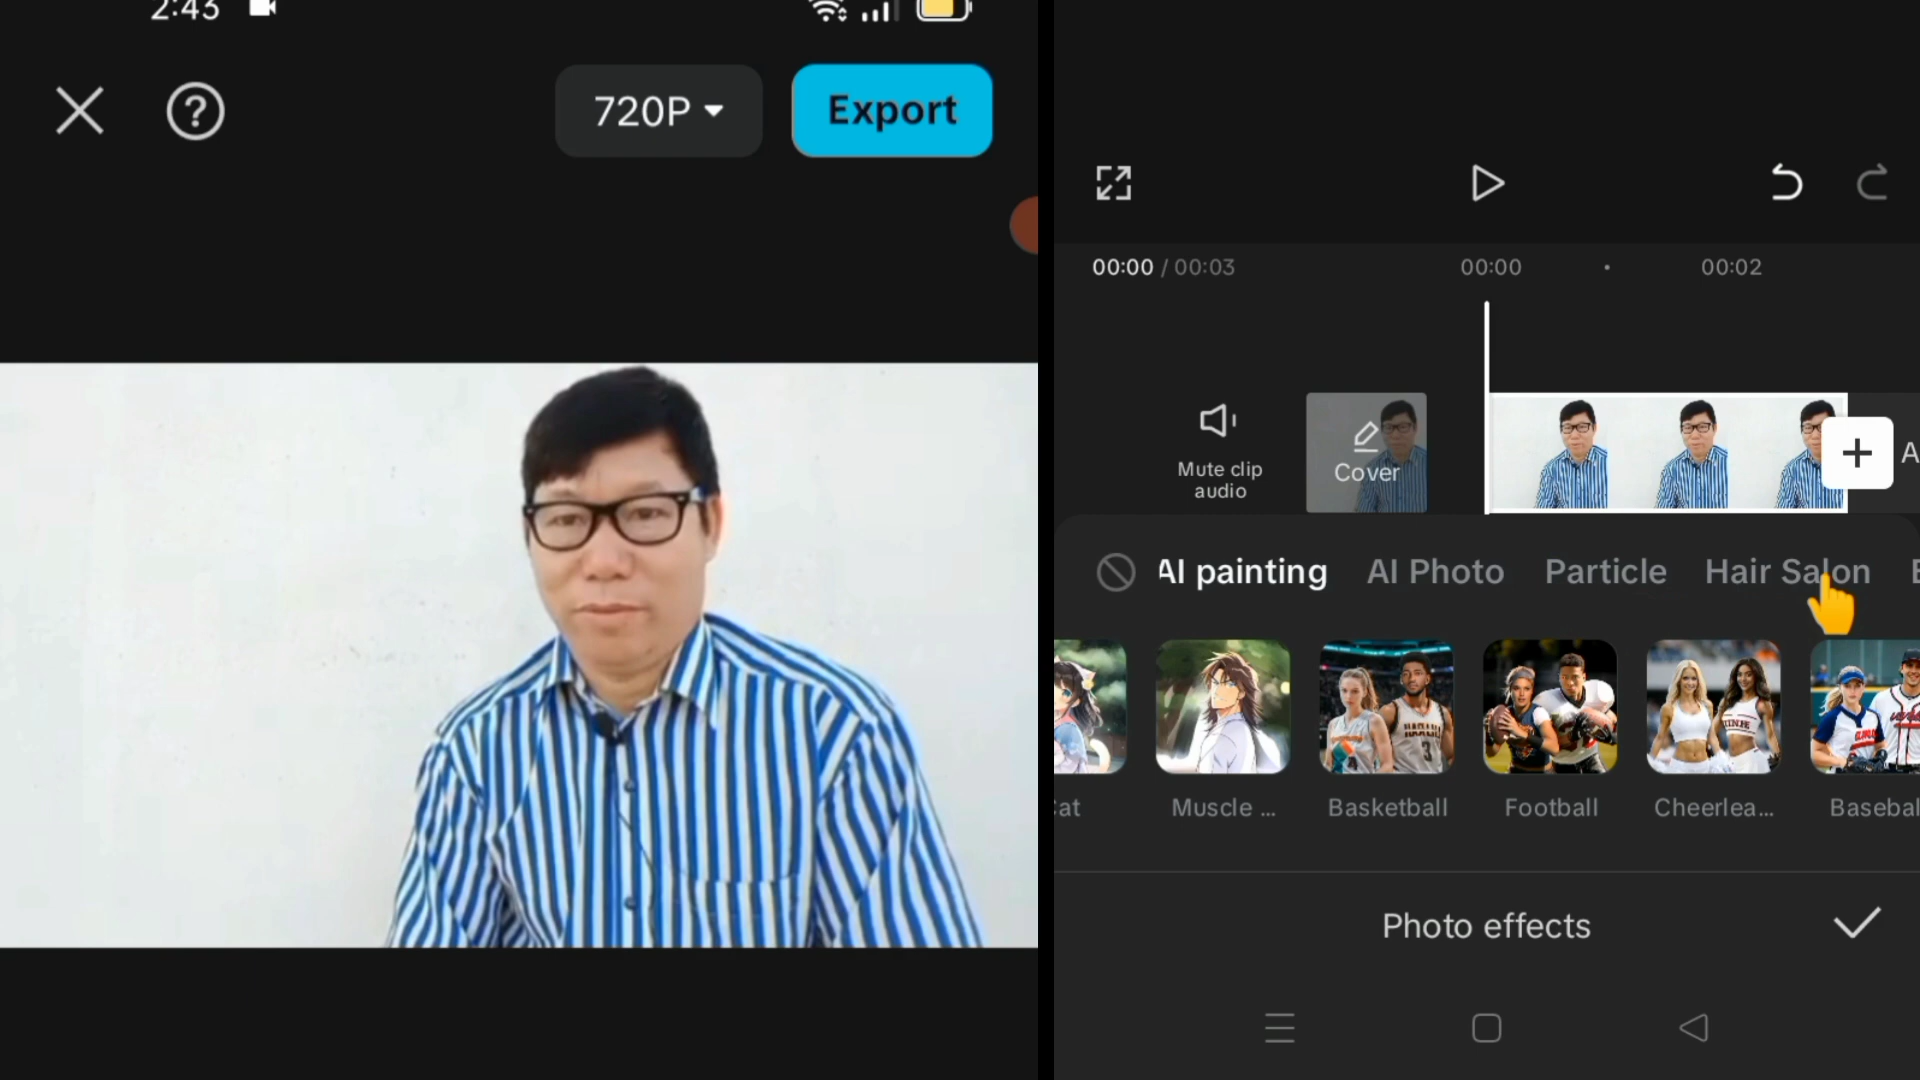 2:43
720P
Export
00:00 / 00:03
00:00
00:02
Mute clip
audio
Cover
A
AI painting
AI Photo
Particle
Hair Salon
Muscle ...
Basketball
Football
Cheerlea...
Basebal
Photo effects